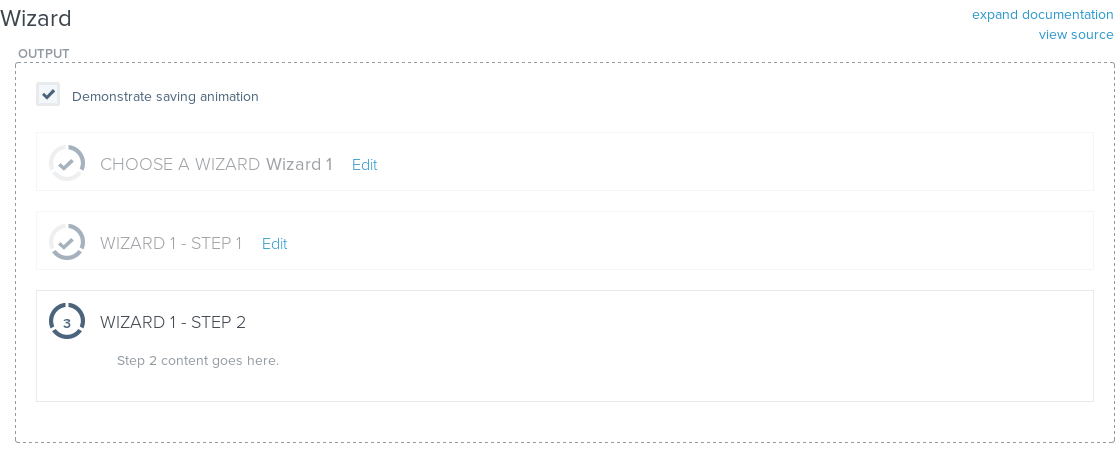 Wizard
expand documentation
view source
OUTPUT
Demonstrate saving animation
CHOOSE A WIZARD Wizard 1 Edit
WIZARD 1 - STEP 1 Edit
3 WIZARD 1 - STEP 2
Step 2 content goes here.